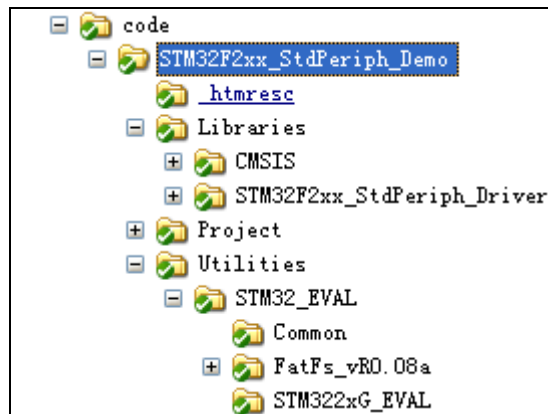 code
STM32F2xx_StdPeriph_Demo
_htmresc
Libraries
CMSIS
STM32F2xx_StdPeriph_Driver
Project
Utilities
STM32_EVAL
Common
FatFs_vR0.08a
STM322xG_EVAL